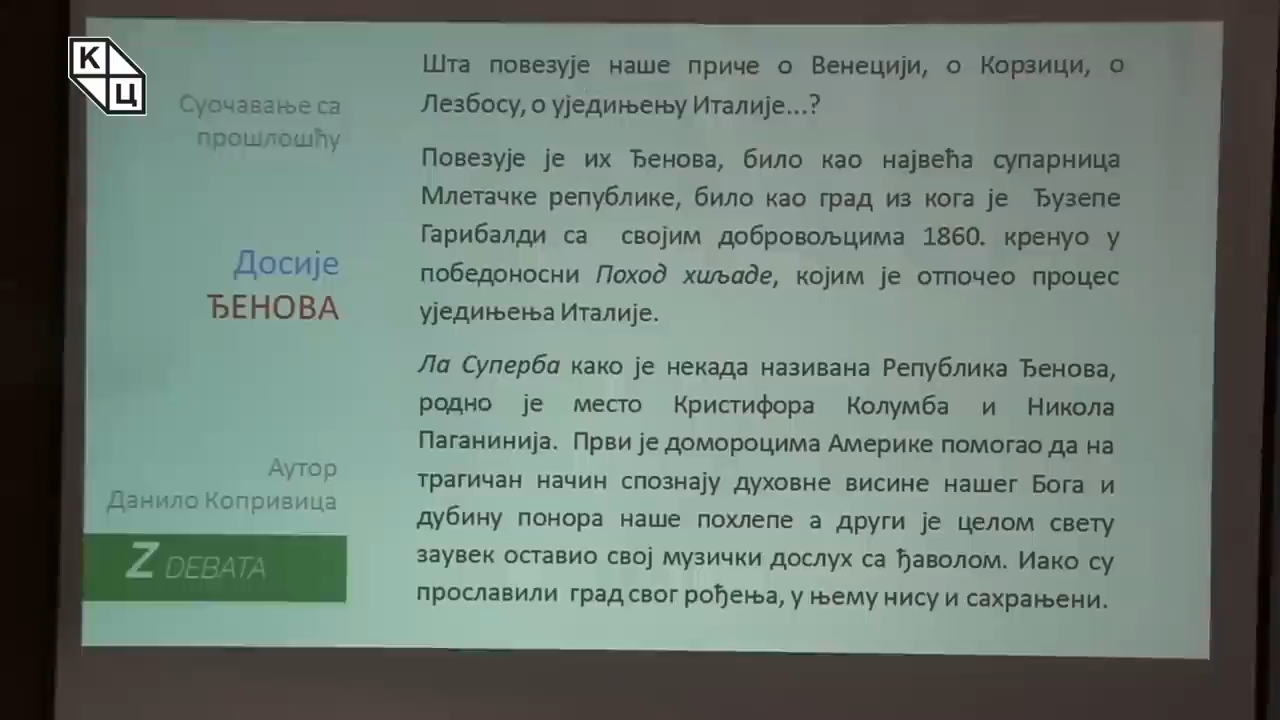 К
Ц
Суочавање са
прошлошћу
Досије
ЂЕНОВА
Аутор
Данило Копривица
Z DEBATA
Шта повезује наше приче о Венецији, о Корзици, о
Лезбосу, о уједињењу Италије...?
Повезује је их Ђенова, било као највећа супарница
Млетачке републике, било као град из кога је Ђузепе
Гарибалди са својим добровољцима 1860. кренуо у
победоносни Поход хиљаде, којим је отпочео процес
уједињења Италије.
Ла Суперба како је некада називана Република Ђенова,
родно је место Кристифора Колумба и Никола
Паганинија. Први је домороцима Америке помогао да на
трагичан начин спознају духовне висине нашег Бога и
дубину понора наше похлепе а други је целом свету
заувек оставио свој музички дослух са ђаволом. Иако су
прославили град свог рођења, у њему нису и сахрањени.